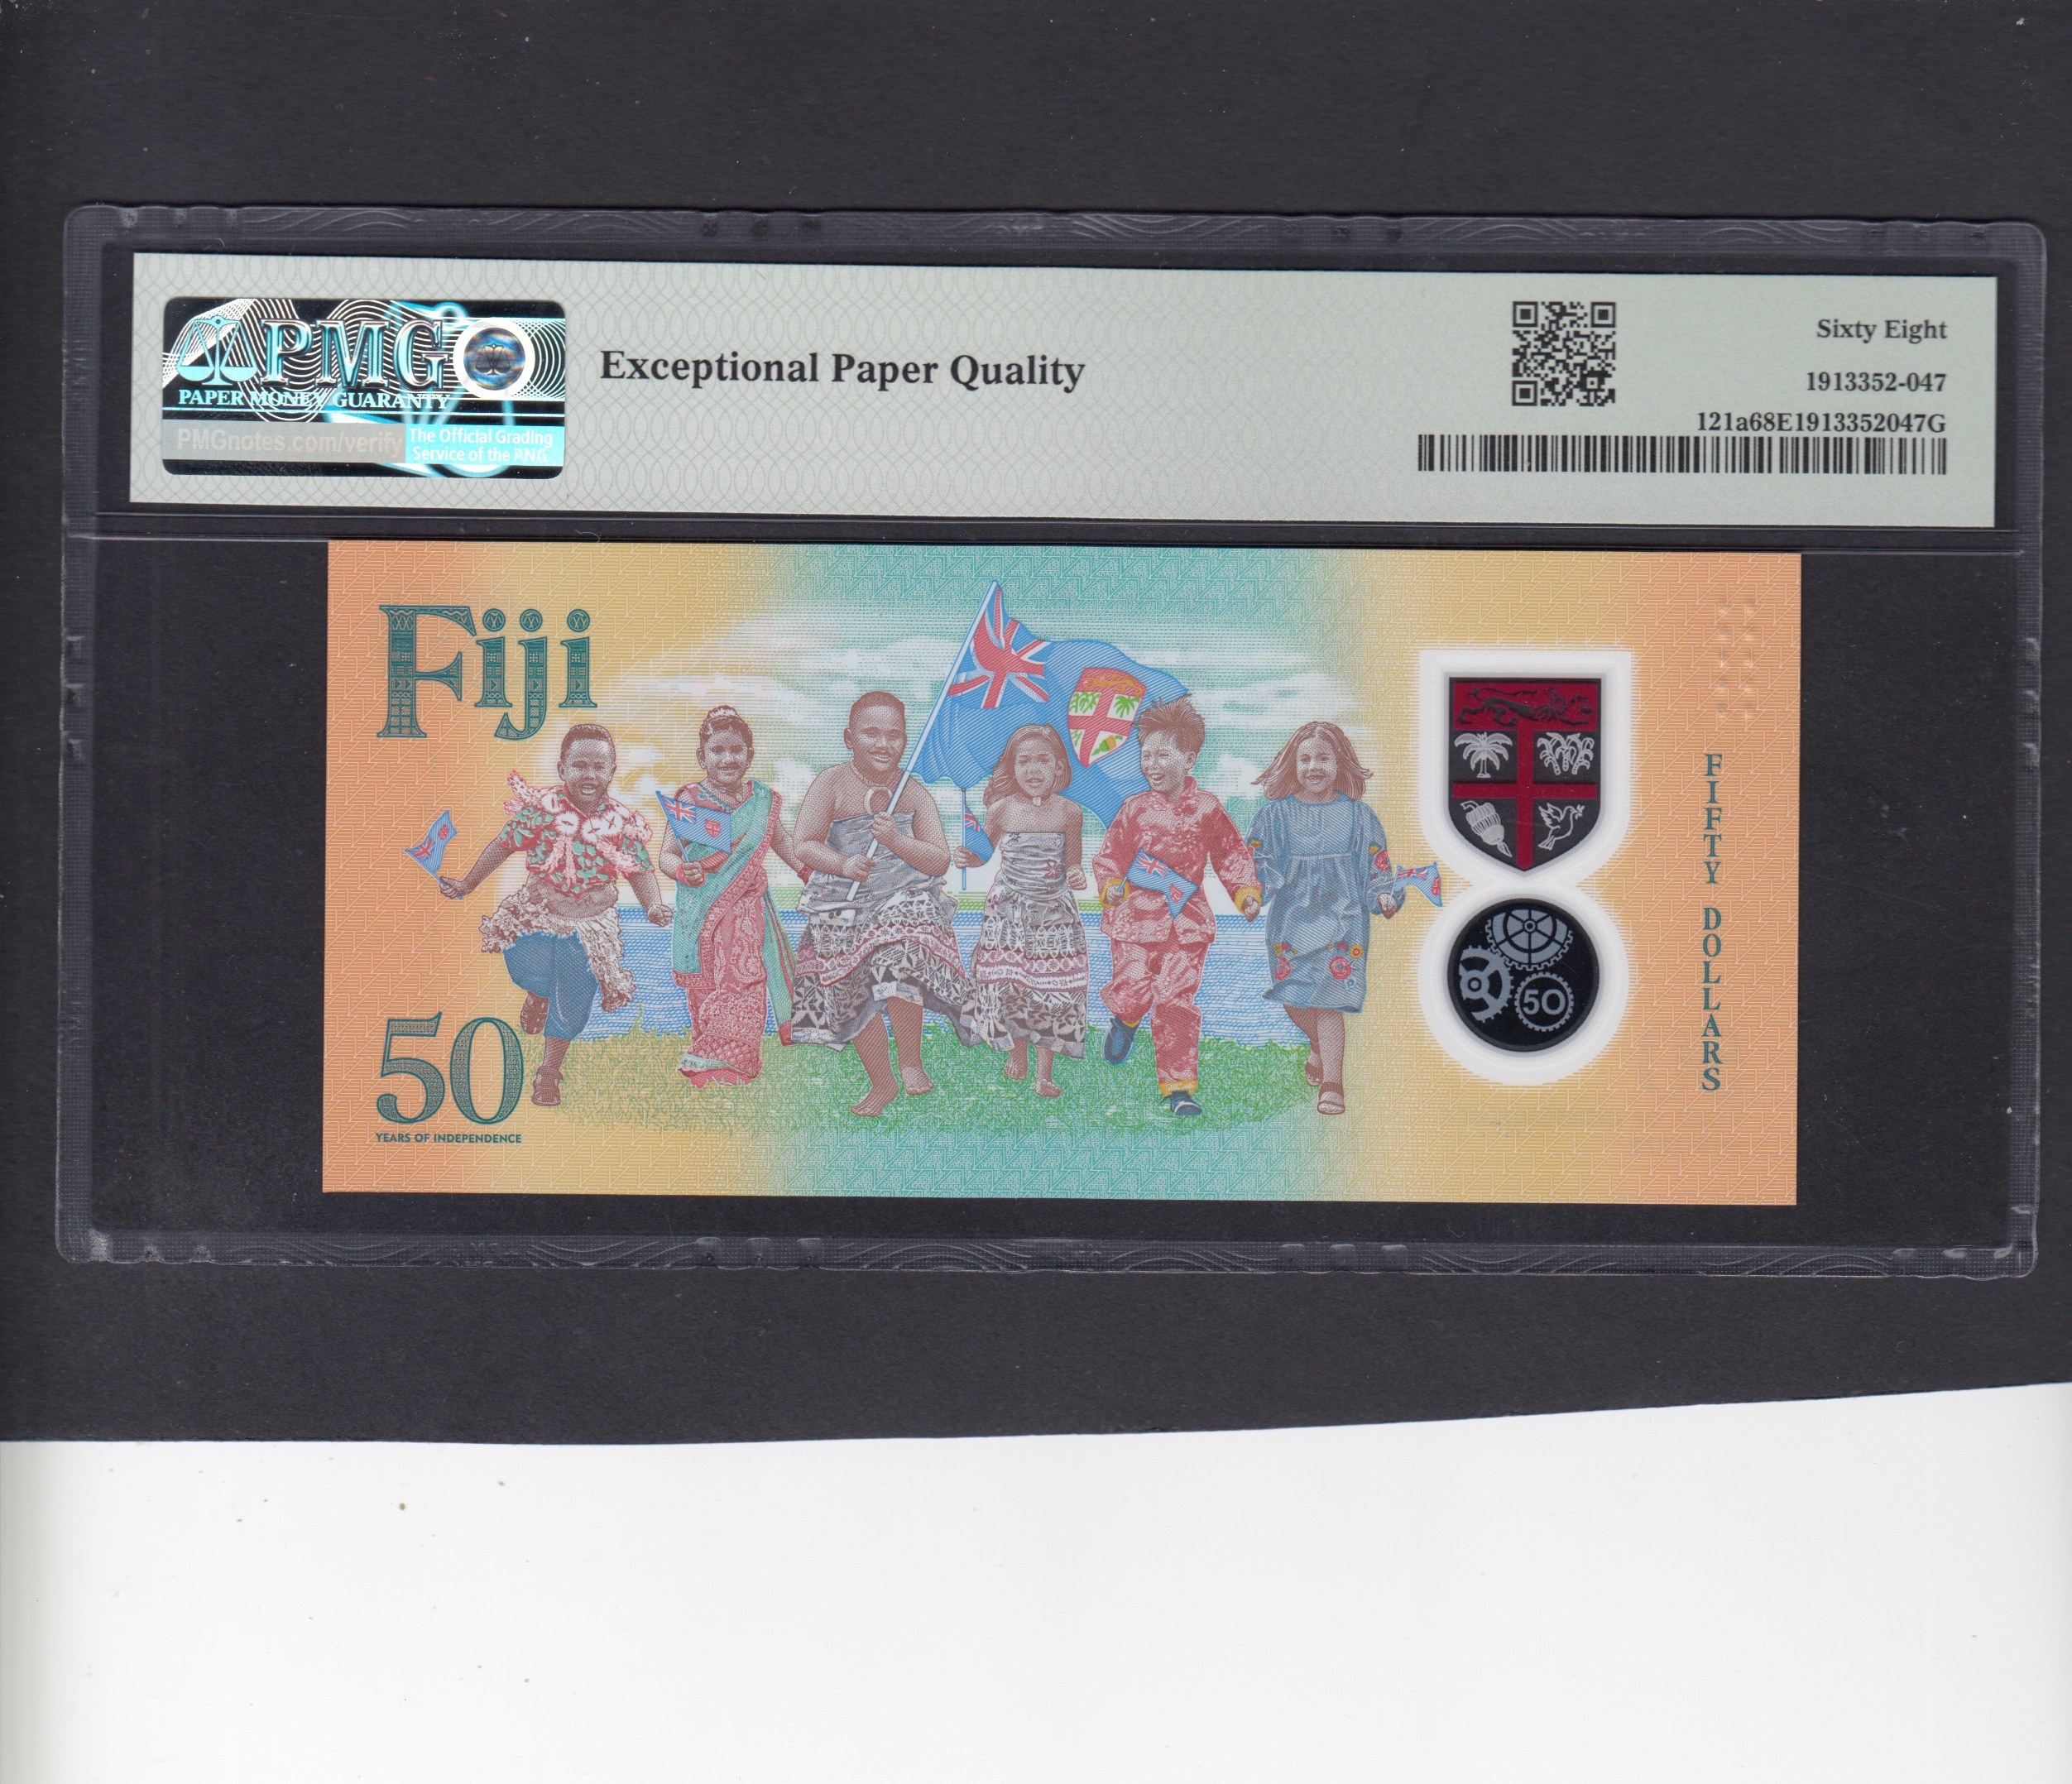 PMG
PAPER MONEY GUARANTY
PMGnotes.com/verify
The Official Grading
Service of the PNG
Exceptional Paper Quality
Sixty Eight
1913352-047
121a68E1913352047G
Fiji
50
YEARS OF INDEPENDENCE
50
FIFTY DOLLARS